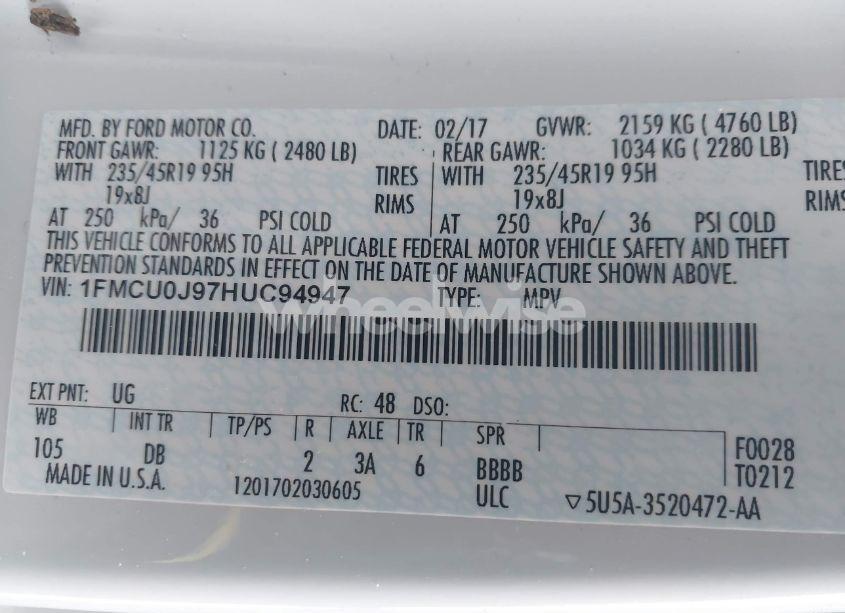 MFD. BY FORD MOTOR CO. DATE: 02/17 GVWR: 2159 KG ( 4760 LB)
FRONT GAWR: 1125 KG ( 2480 LB) REAR GAWR: 1034 KG ( 2280 LB)
WITH 235/45R19 95H TIRES WITH 235/45R19 95H TIRES
19x8J RIMS 19x8J RIMS
AT 250 kPa/ 36 PSI COLD AT 250 kPa/ 36 PSI COLD
THIS VEHICLE CONFORMS TO ALL APPLICABLE FEDERAL MOTOR VEHICLE SAFETY AND THEFT
PREVENTION STANDARDS IN EFFECT ON THE DATE OF MANUFACTURE SHOWN ABOVE.
VIN: 1FMCU0J97HUC94947 TYPE: MPV
wheelwise
EXT PNT: UG RC: 48 DSO:
WB INT TR TP/PS R AXLE TR SPR
105 DB 2 3A 6 BBBB F0028
MADE IN U.S.A. 1201702030605 ULC T0212
▽5U5A-3520472-AA